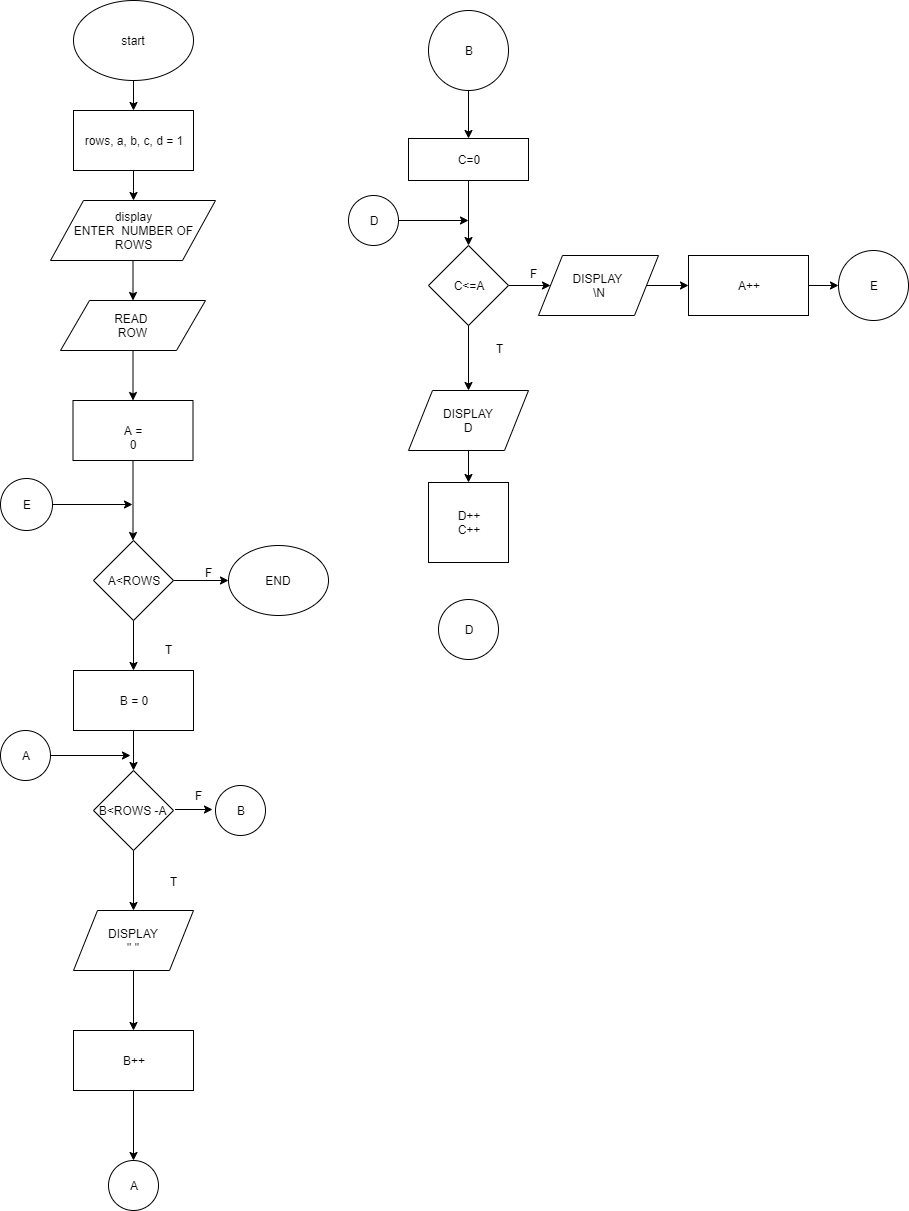 start
rows, a, b, c, d = 1
display
ENTER  NUMBER OF
ROWS
READ
ROW
A =
0
E
A<ROWS
F
END
T
B = 0
A
B<ROWS -A
F
B
T
DISPLAY
" "
B++
A
B
C=0
D
C<=A
F
DISPLAY
\N
A++
E
T
DISPLAY
D
D++
C++
D